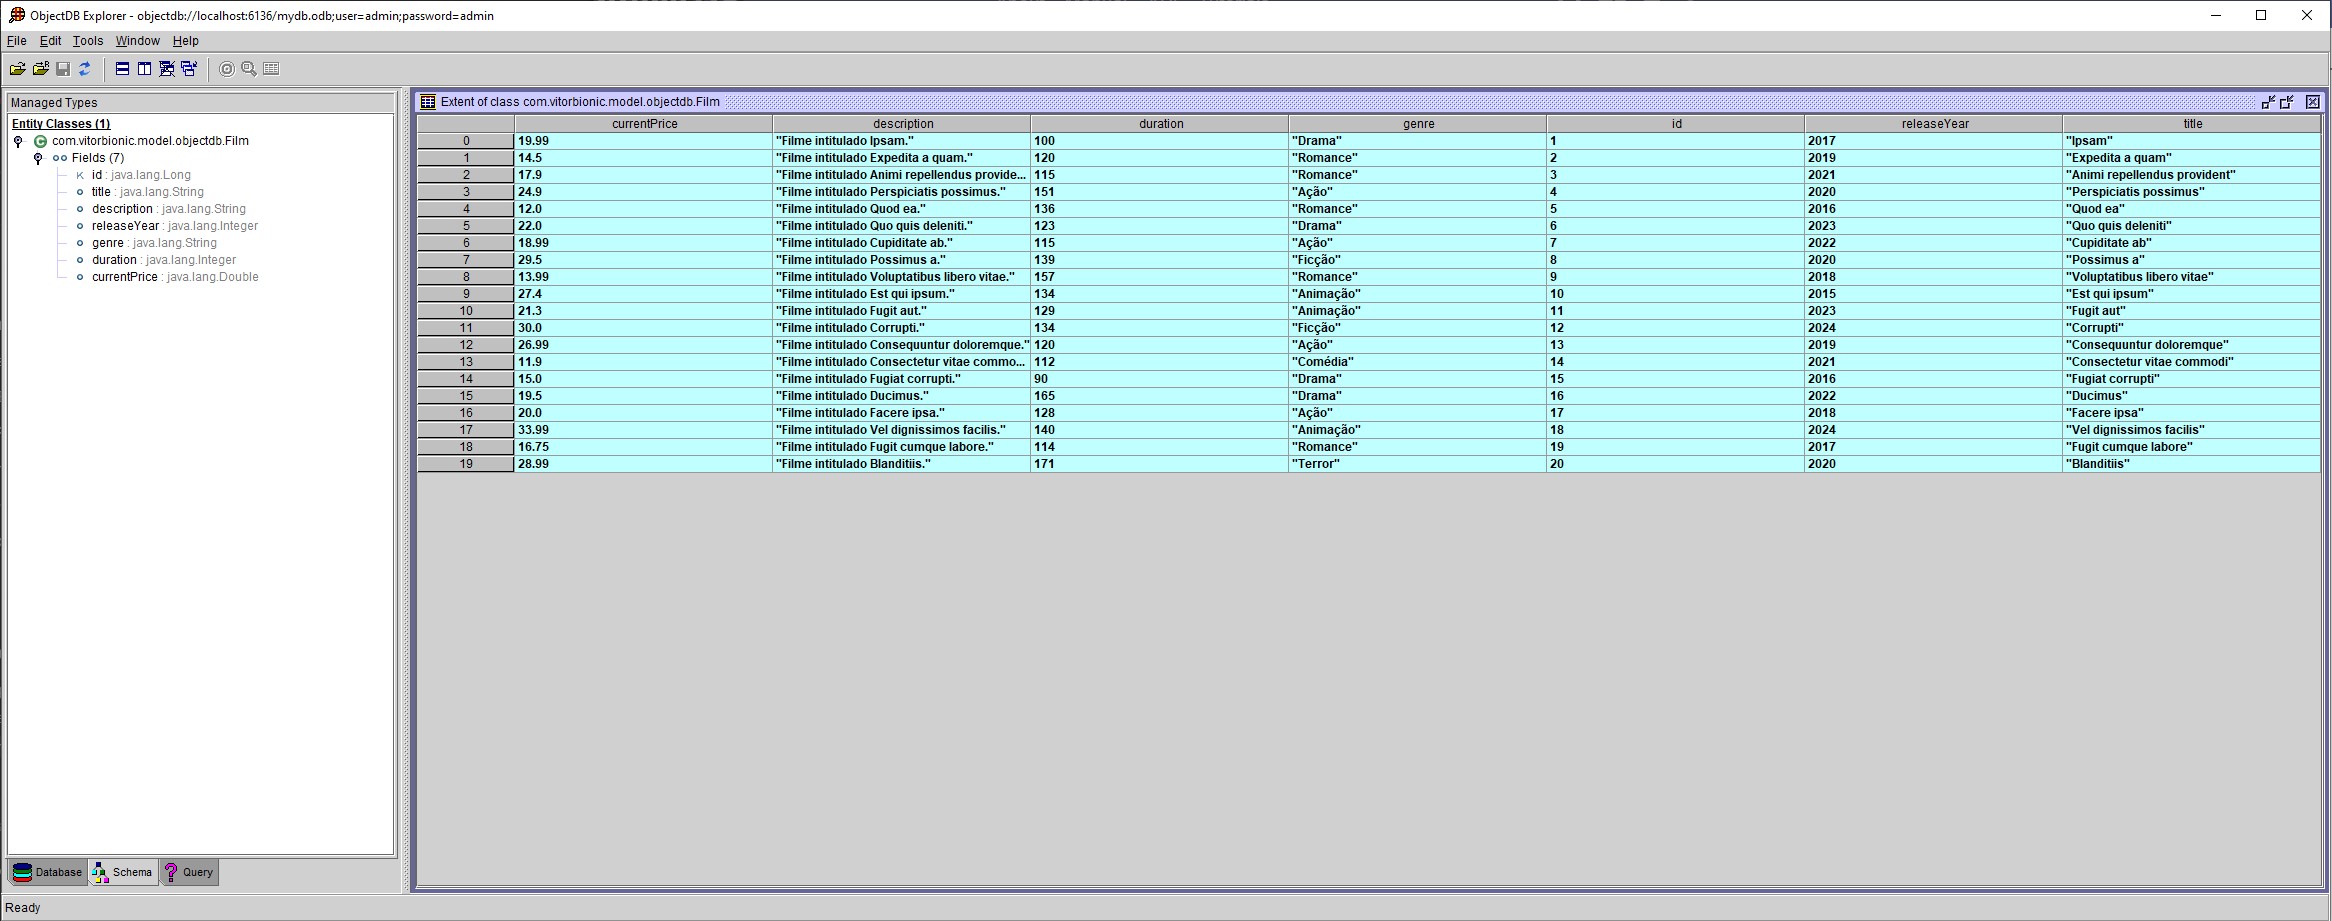 ObjectDB Explorer - objectdb://localhost:6136/mydb.odb;user=admin;password=admin
File Edit Tools Window Help
Managed Types
Entity Classes (1)
com.vitorbionic.model.objectdb.Film
Fields (7)
id : java.lang.Long
title : java.lang.String
description : java.lang.String
releaseYear : java.lang.Integer
genre : java.lang.String
duration : java.lang.Integer
currentPrice : java.lang.Double
Database Schema Query
Extent of class com.vitorbionic.model.objectdb.Film
currentPrice description duration genre id releaseYear title
0 19.99 "Filme intitulado Ipsam." 100 "Drama" 1 2017 "Ipsam"
1 14.5 "Filme intitulado Expedita a quam." 120 "Romance" 2 2019 "Expedita a quam"
2 17.9 "Filme intitulado Animi repellendus provide... 115 "Romance" 3 2021 "Animi repellendus provident"
3 24.9 "Filme intitulado Perspiciatis possimus." 151 "Ação" 4 2020 "Perspiciatis possimus"
4 12.0 "Filme intitulado Quod ea." 136 "Romance" 5 2016 "Quod ea"
5 22.0 "Filme intitulado Quo quis deleniti." 123 "Drama" 6 2023 "Quo quis deleniti"
6 18.99 "Filme intitulado Cupiditate ab." 115 "Ação" 7 2022 "Cupiditate ab"
7 29.5 "Filme intitulado Possimus a." 139 "Ficção" 8 2020 "Possimus a"
8 13.99 "Filme intitulado Voluptatibus libero vitae." 157 "Romance" 9 2018 "Voluptatibus libero vitae"
9 27.4 "Filme intitulado Est qui ipsum." 134 "Animação" 10 2015 "Est qui ipsum"
10 21.3 "Filme intitulado Fugit aut." 129 "Animação" 11 2023 "Fugit aut"
11 30.0 "Filme intitulado Corrupti." 134 "Ficção" 12 2024 "Corrupti"
12 26.99 "Filme intitulado Consequuntur doloremque." 120 "Ação" 13 2019 "Consequuntur doloremque"
13 11.9 "Filme intitulado Consectetur vitae commo... 112 "Comédia" 14 2021 "Consectetur vitae commodi"
14 15.0 "Filme intitulado Fugiat corrupti." 90 "Drama" 15 2016 "Fugiat corrupti"
15 19.5 "Filme intitulado Ducimus." 165 "Drama" 16 2022 "Ducimus"
16 20.0 "Filme intitulado Facere ipsa." 128 "Ação" 17 2018 "Facere ipsa"
17 33.99 "Filme intitulado Vel dignissimos facilis." 140 "Animação" 18 2024 "Vel dignissimos facilis"
18 16.75 "Filme intitulado Fugit cumque labore." 114 "Romance" 19 2017 "Fugit cumque labore"
19 28.99 "Filme intitulado Blanditiis." 171 "Terror" 20 2020 "Blanditiis"
Ready